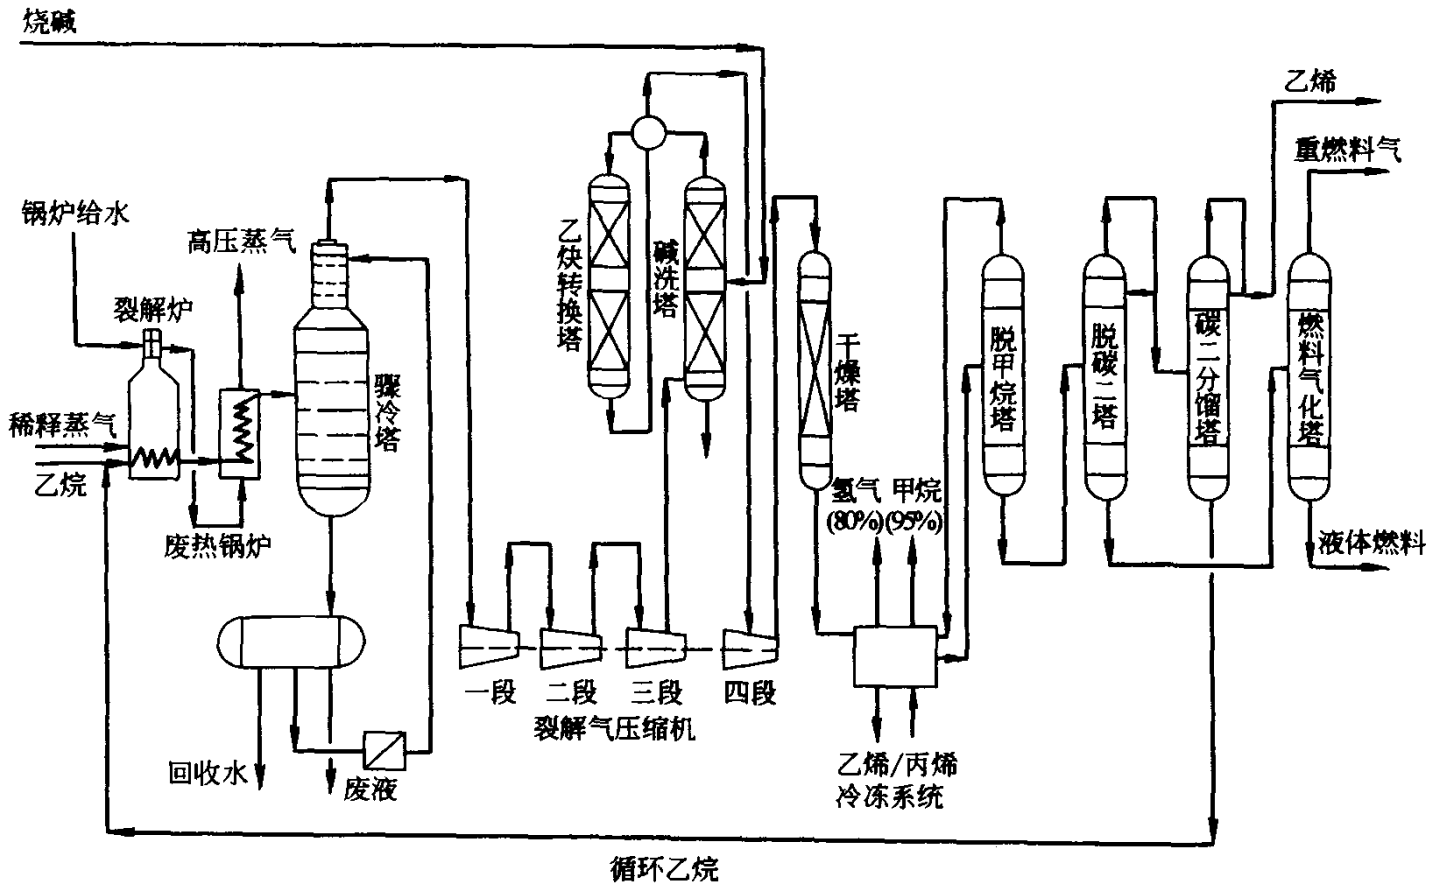 烧碱
乙烯
重燃料气
锅炉给水
高压蒸气
乙炔转换塔
碱洗塔
裂解炉
骤冷塔
干燥塔
脱甲烷塔
脱碳二塔
碳二分馏塔
燃料气化塔
稀释蒸气
乙烷
氢气
(80%)
甲烷
(95%)
废热锅炉
液体燃料
一段
二段
三段
四段
裂解气压缩机
回收水
废液
乙烯/丙烯
冷冻系统
循环乙烷